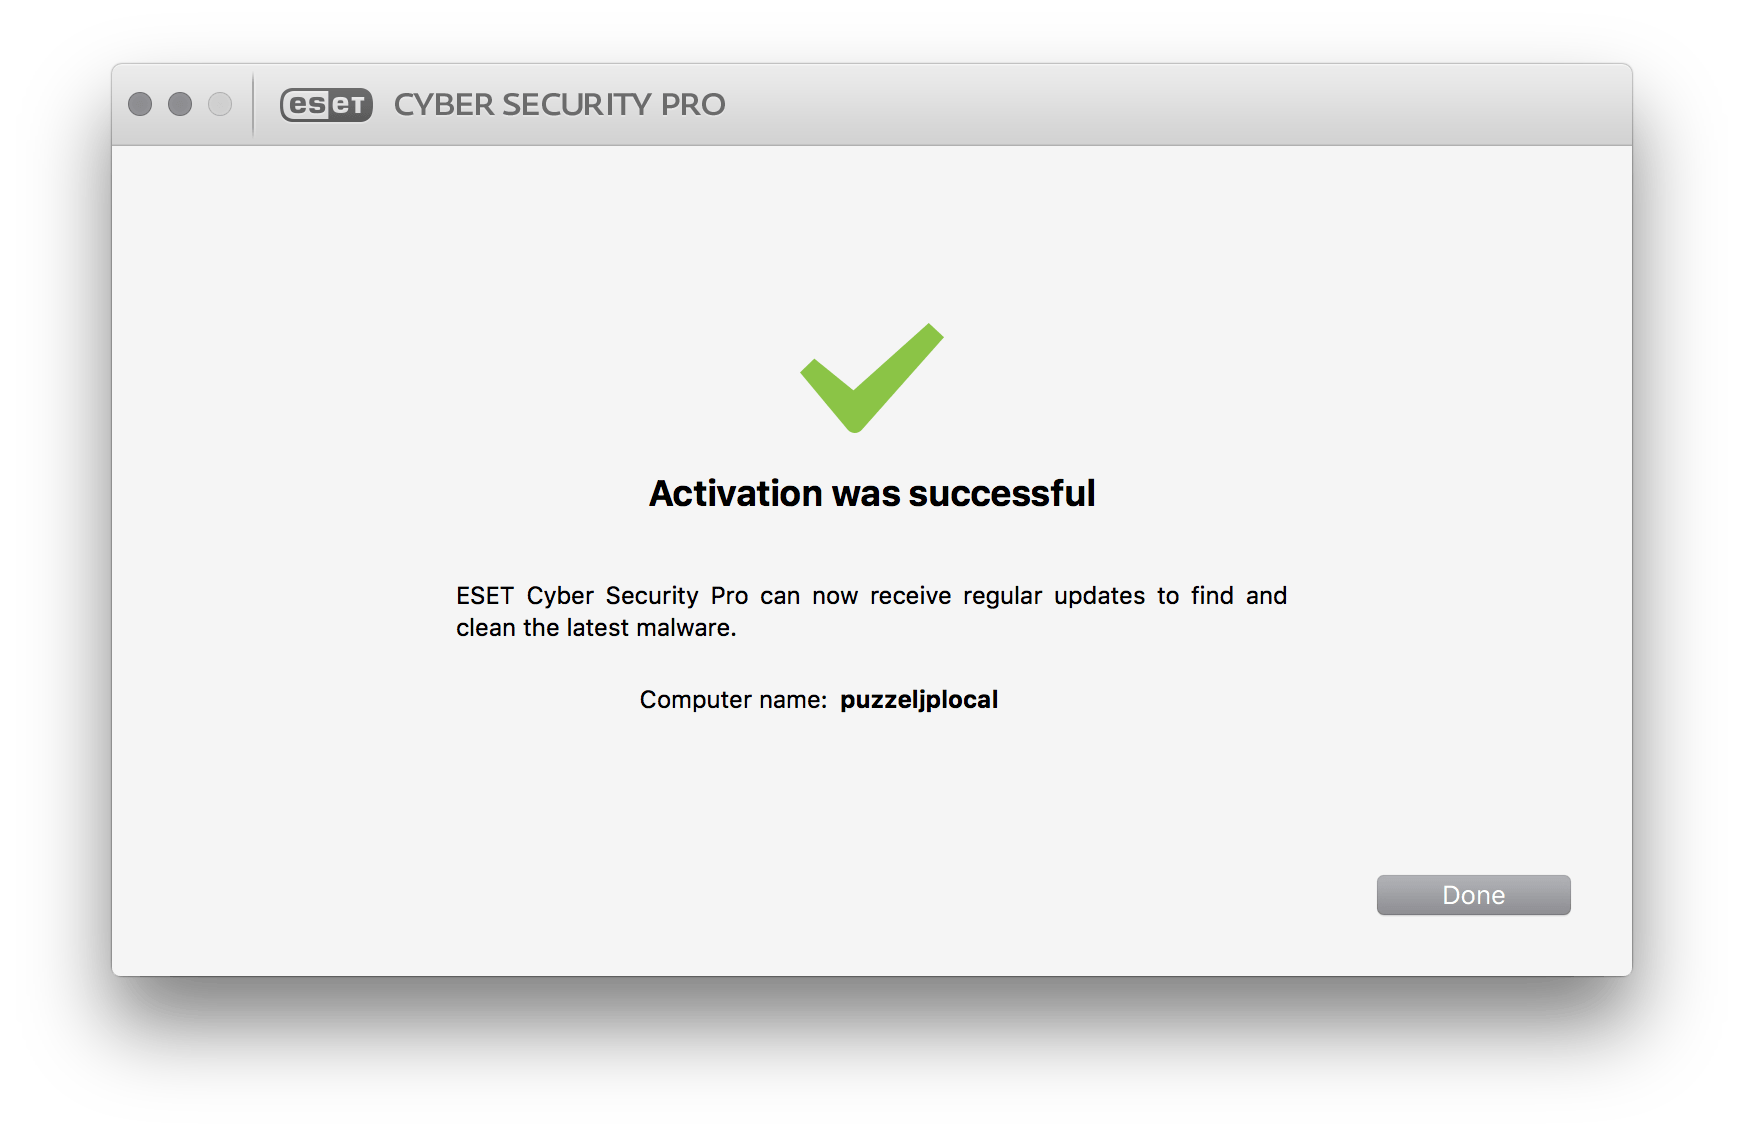 eset CYBER SECURITY PRO
Activation was successful
ESET Cyber Security Pro can now receive regular updates to find and
clean the latest malware.
Computer name: puzzeljplocal
Done